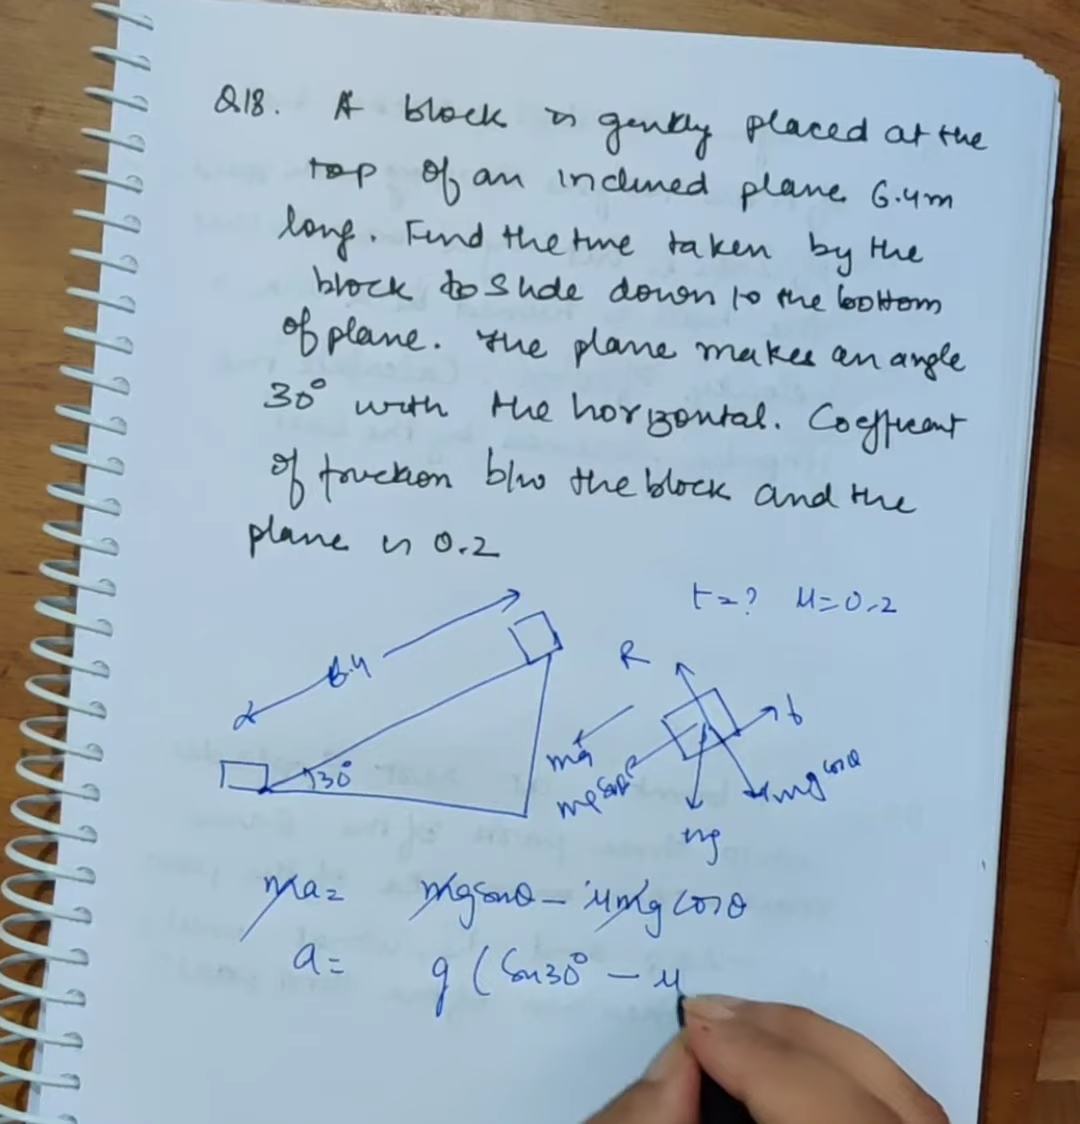 Q18. A block is gently placed at the
top of an inclined plane 6.4m
long. Find the time taken by the
block to slide down to the bottom
of plane. The plane makes an angle
30° with the horizontal. Coefficient
of friction b/w the block and the
plane is 0.2
t=? μ=0.2
6.4
30°
R
f
ma
mg sinθ
mg cosθ
mg
ma = mg sinθ - μmg cosθ
a = g (Sin30° - μ